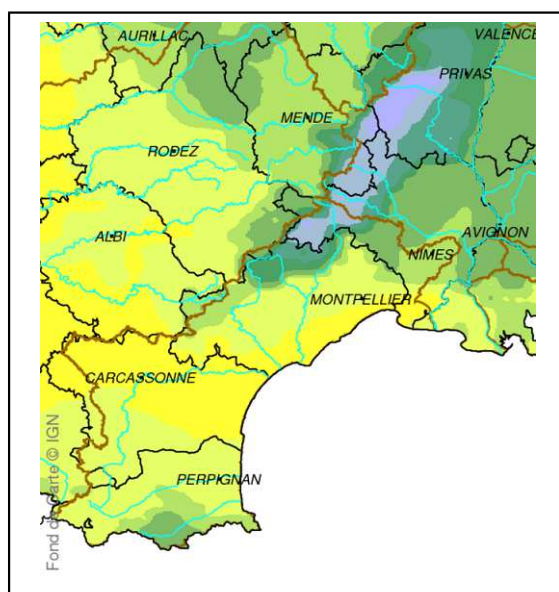 AURILLAC
VALENCE
PRIVAS
MENDE
RODEZ
ALBI
AVIGNON
NIMES
MONTPELLIER
CARCASSONNE
PERPIGNAN
Fond de Carte © IGN